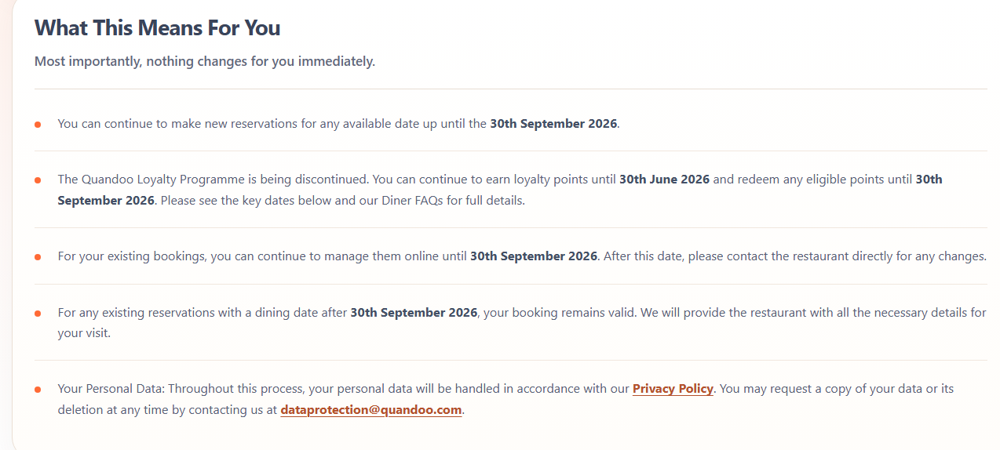 What This Means For You
Most importantly, nothing changes for you immediately.
You can continue to make new reservations for any available date up until the 30th September 2026.
The Quandoo Loyalty Programme is being discontinued. You can continue to earn loyalty points until 30th June 2026 and redeem any eligible points until 30th
September 2026. Please see the key dates below and our Diner FAQs for full details.
For your existing bookings, you can continue to manage them online until 30th September 2026. After this date, please contact the restaurant directly for any changes.
For any existing reservations with a dining date after 30th September 2026, your booking remains valid. We will provide the restaurant with all the necessary details for
your visit.
Your Personal Data: Throughout this process, your personal data will be handled in accordance with our Privacy Policy. You may request a copy of your data or its
deletion at any time by contacting us at dataprotection@quandoo.com.